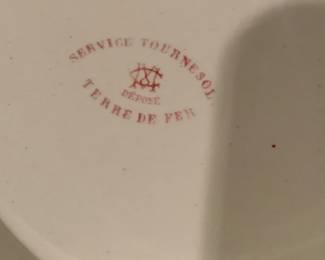 SERVICE TOURNESOL
DÉPOSÉ
TERRE DE FER